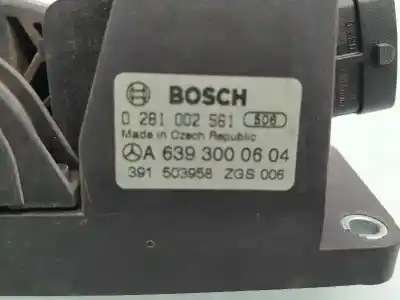 BOSCH
0 281 002 561 506
Made in Czech Republic
A 639 300 06 04
391 503958 ZGS 006